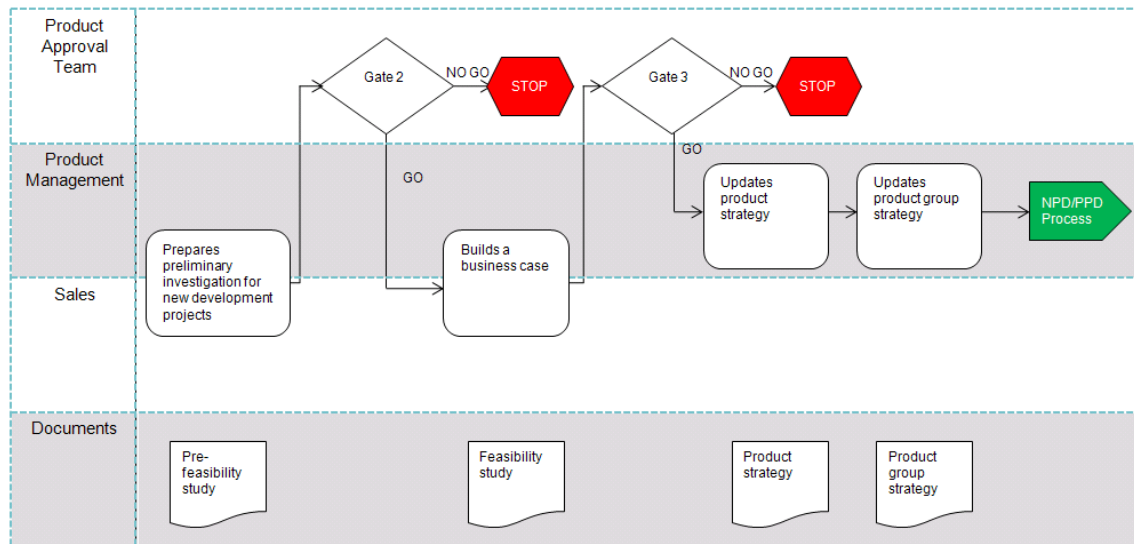 Product
Approval
Team
Gate 2
NO GO
STOP
Gate 3
NO GO
STOP
Product
Management
GO
GO
Updates
product
strategy
Updates
product group
strategy
NPD/PPD
Process
Prepares
preliminary
investigation for
new development
projects
Builds a
business case
Sales
Documents
Pre-
feasibility
study
Feasibility
study
Product
strategy
Product
group
strategy